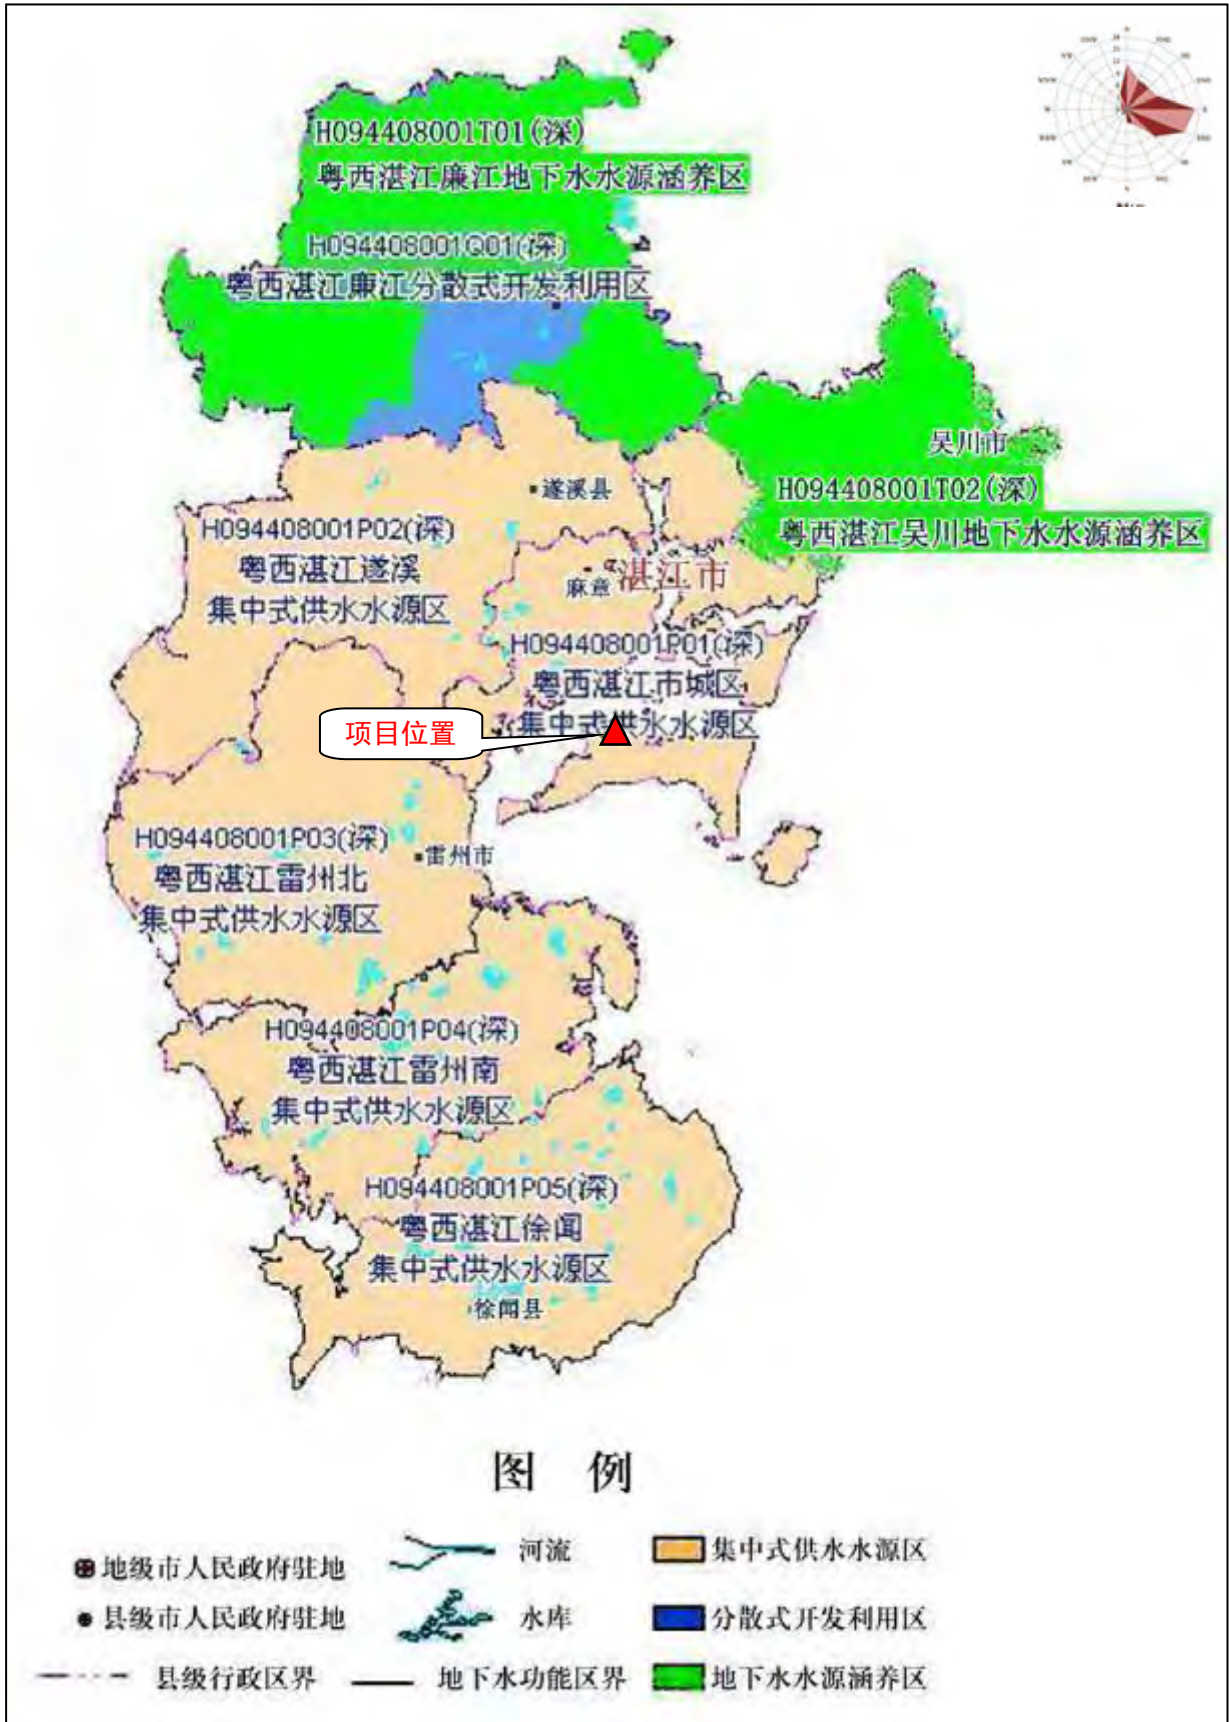 H094408001T01(深)
粤西湛江廉江地下水水源涵养区
H094408001Q01(深)
粤西湛江廉江分散式开发利用区
吴川市
遂溪县
H094408001T02(深)
粤西湛江吴川地下水水源涵养区
H094408001P02(深)
粤西湛江遂溪
集中式供水水源区
麻章
湛江市
H094408001P01(深)
粤西湛江市城区
集中式供水水源区
项目位置
H094408001P03(深)
粤西湛江雷州北
集中式供水水源区
雷州市
H094408001P04(深)
粤西湛江雷州南
集中式供水水源区
H094408001P05(深)
粤西湛江徐闻
集中式供水水源区
徐闻县
图 例
地级市人民政府驻地
河流
集中式供水水源区
县级市人民政府驻地
水库
分散式开发利用区
县级行政区界
地下水功能区界
地下水水源涵养区